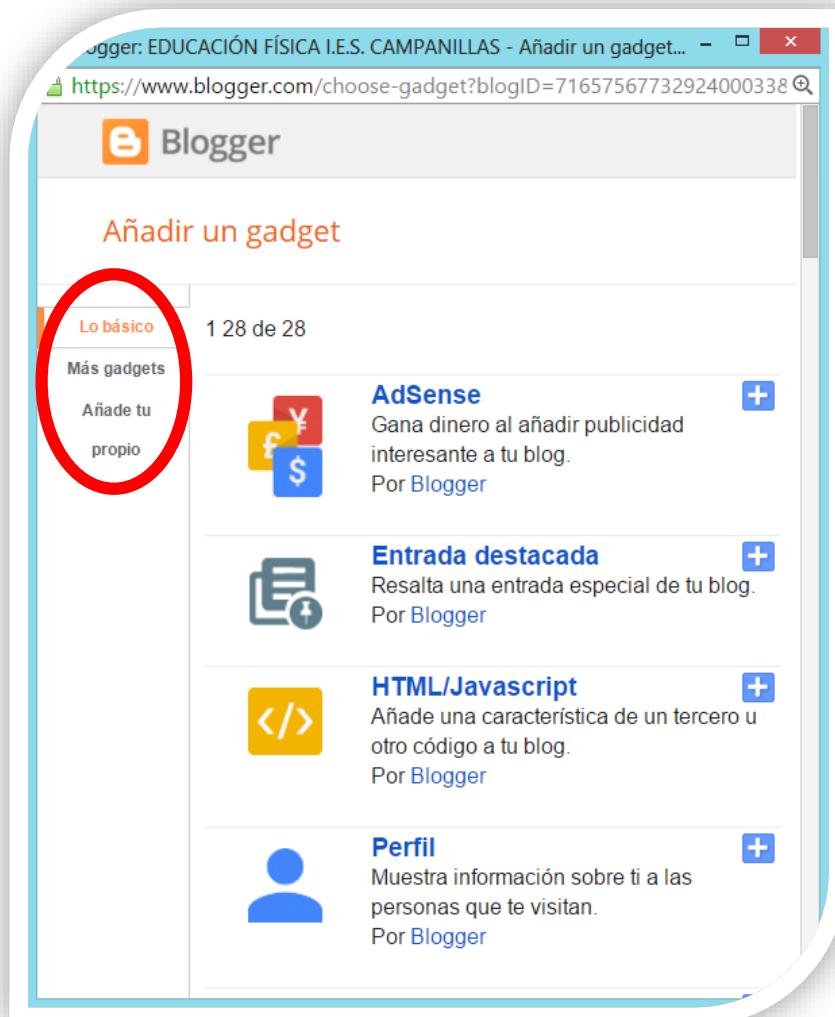 ogger: EDUCACIÓN FÍSICA I.E.S. CAMPANILLAS - Añadir un gadget...
https://www.blogger.com/choose-gadget?blogID=71657567732924000338
Blogger
Añadir un gadget
Lo básico
Más gadgets
Añade tu
propio
1 28 de 28
AdSense
Gana dinero al añadir publicidad
interesante a tu blog.
Por Blogger
Entrada destacada
Resalta una entrada especial de tu blog.
Por Blogger
HTML/Javascript
Añade una característica de un tercero u
otro código a tu blog.
Por Blogger
Perfil
Muestra información sobre ti a las
personas que te visitan.
Por Blogger